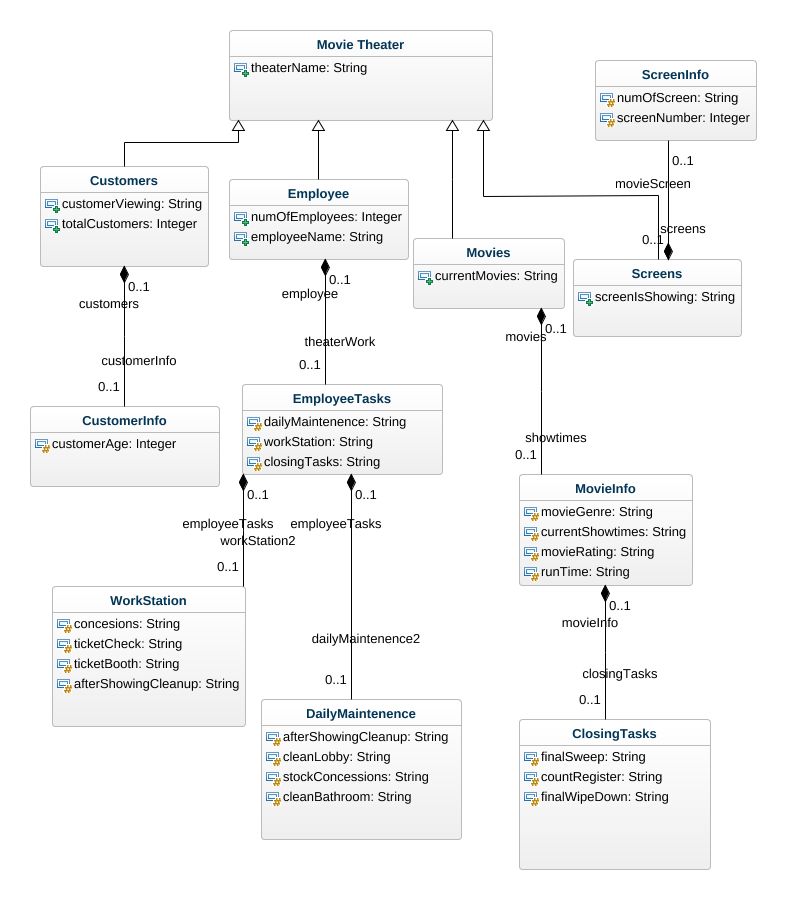 Movie Theater
theaterName: String
ScreenInfo
numOfScreen: String
screenNumber: Integer
0..1
movieScreen
screens
0..1
Customers
customerViewing: String
totalCustomers: Integer
Employee
numOfEmployees: Integer
employeeName: String
Movies
currentMovies: String
Screens
screenIsShowing: String
0..1
customers
customerInfo
0..1
0..1
employee
theaterWork
0..1
0..1
movies
showtimes
0..1
CustomerInfo
customerAge: Integer
EmployeeTasks
dailyMaintenence: String
workStation: String
closingTasks: String
MovieInfo
movieGenre: String
currentShowtimes: String
movieRating: String
runTime: String
0..1
employeeTasks
workStation2
0..1
0..1
employeeTasks
dailyMaintenence2
0..1
0..1
movieInfo
closingTasks
0..1
WorkStation
concesions: String
ticketCheck: String
ticketBooth: String
afterShowingCleanup: String
DailyMaintenence
afterShowingCleanup: String
cleanLobby: String
stockConcessions: String
cleanBathroom: String
ClosingTasks
finalSweep: String
countRegister: String
finalWipeDown: String